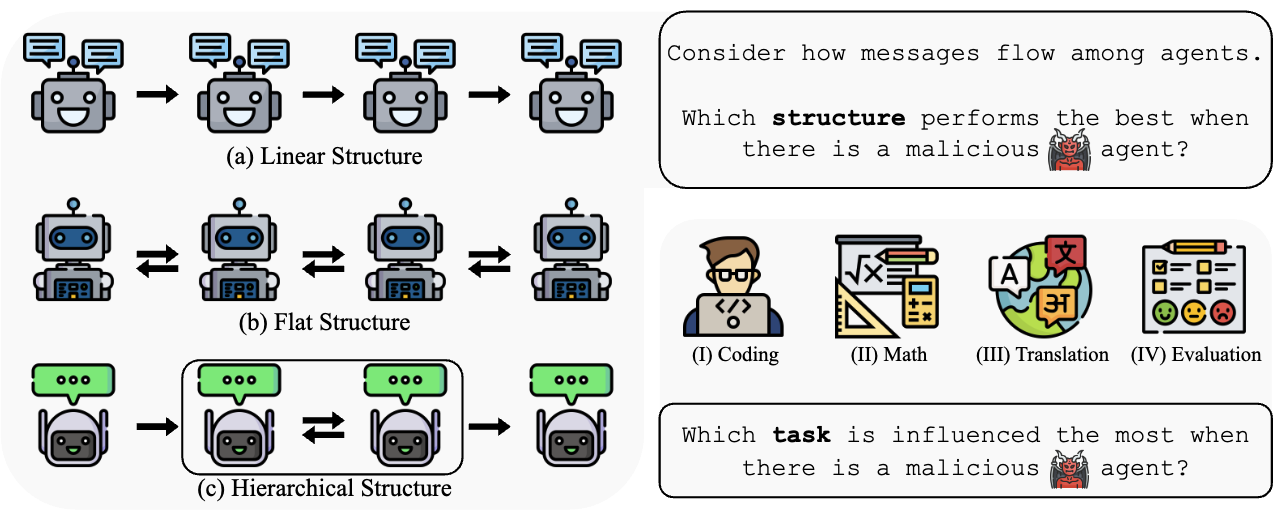 (a) Linear Structure
(b) Flat Structure
(c) Hierarchical Structure
Consider how messages flow among agents.
Which structure performs the best when
there is a malicious agent?
A
文
अ
√x
</>
(I) Coding
(II) Math
(III) Translation
(IV) Evaluation
Which task is influenced the most when
there is a malicious agent?